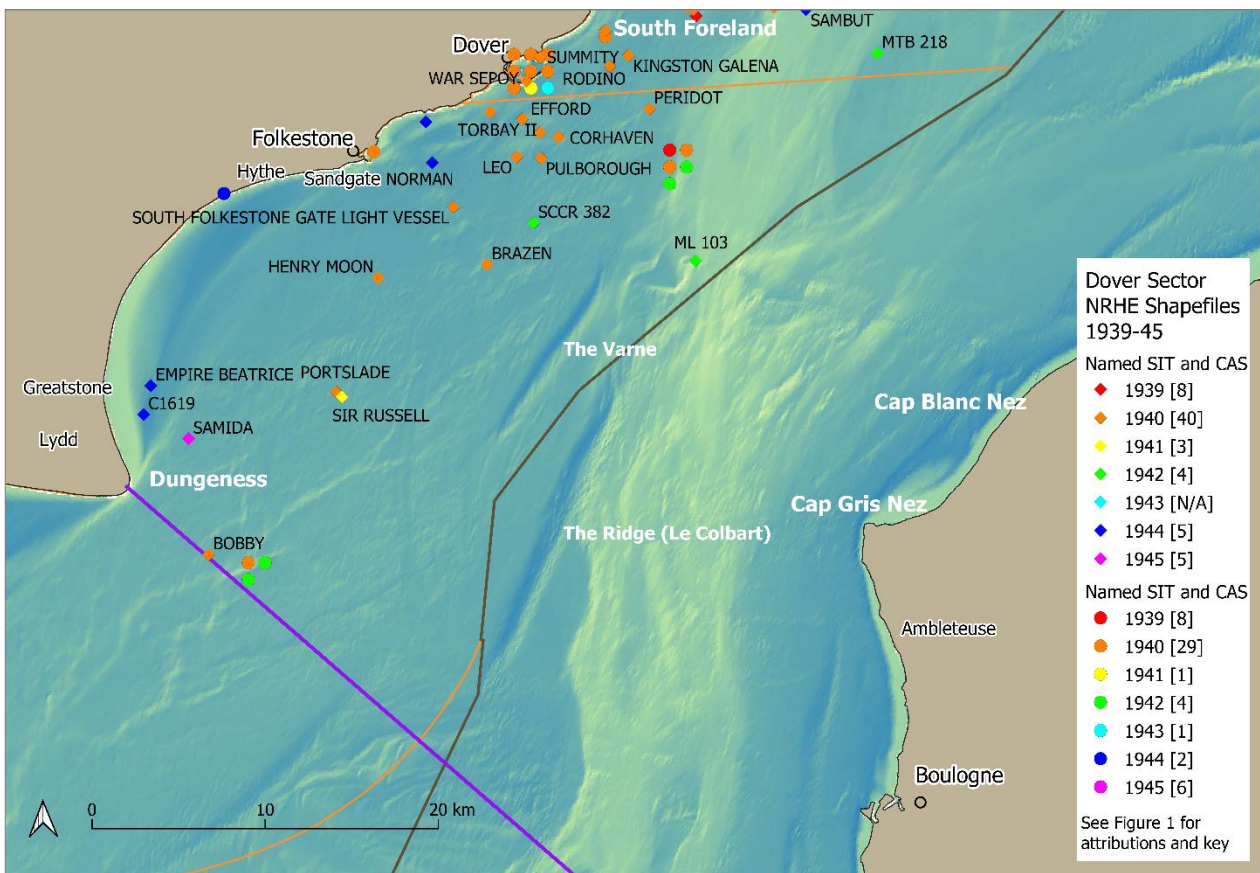 South Foreland
SAMBUT
Dover
SUMMITY
MTB 218
KINGSTON GALENA
WAR SEPOY
RODINO
EFFORD
PERIDOT
TORBAY II
CORHAVEN
Folkestone
Hythe
Sandgate
NORMAN
LEO
PULBOROUGH
SOUTH FOLKESTONE GATE LIGHT VESSEL
SCCR 382
BRAZEN
ML 103
HENRY MOON
The Varne
EMPIRE BEATRICE
PORTSLADE
Greatstone
C1619
SIR RUSSELL
SAMIDA
Lydd
Cap Blanc Nez
Dungeness
Cap Gris Nez
The Ridge (Le Colbart)
BOBBY
Ambleteuse
Boulogne
0
10
20 km
Dover Sector
NRHE Shapefiles
1939-45
Named SIT and CAS
1939 [8]
1940 [40]
1941 [3]
1942 [4]
1943 [N/A]
1944 [5]
1945 [5]
Named SIT and CAS
1939 [8]
1940 [29]
1941 [1]
1942 [4]
1943 [1]
1944 [2]
1945 [6]
See Figure 1 for
attributions and key